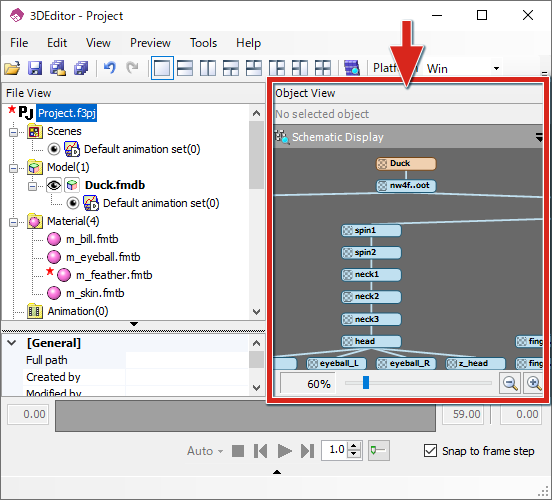 3DEditor - Project
File Edit View Preview Tools Help
Win
File View
Project.f3pj
Scenes
Default animation set(0)
Model(1)
Duck.fmdb
Default animation set(0)
Material(4)
m_bill.fmtb
m_eyeball.fmtb
m_feather.fmtb
m_skin.fmtb
Animation(0)
[General]
Full path
Created by
Modified by
Object View
No selected object
Schematic Display
Duck
nw4f..oot
spin1
spin2
neck1
neck2
neck3
head
eyeball_L eyeball_R z_head
60%
0.00 59.00 0.00
Auto 1.0 Snap to frame step